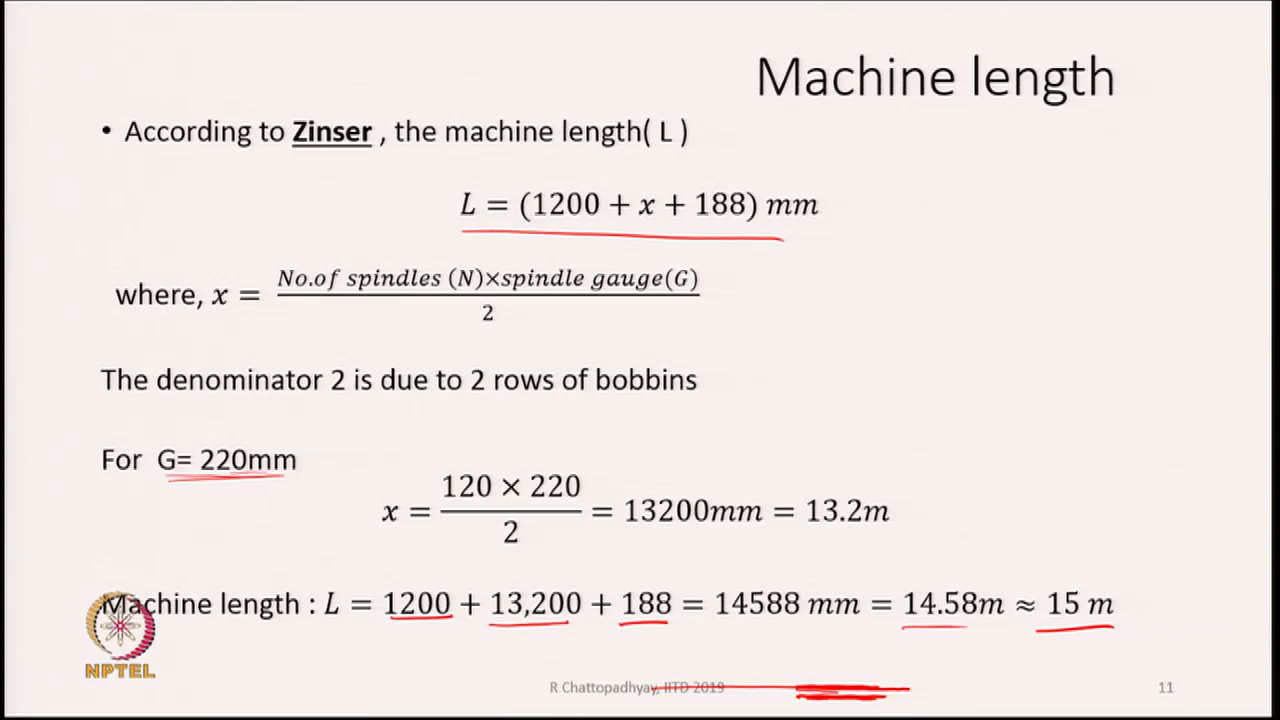 Machine length
• According to Zinser , the machine length( L )
L = (1200 + x + 188) mm
where, x = No.of spindles (N)×spindle gauge(G) / 2
The denominator 2 is due to 2 rows of bobbins
For G= 220mm
x = 120 × 220 / 2 = 13200mm = 13.2m
Machine length : L = 1200 + 13,200 + 188 = 14588 mm = 14.58m ≈ 15 m
NPTEL
R Chattopadhyay, IITD 2019
11